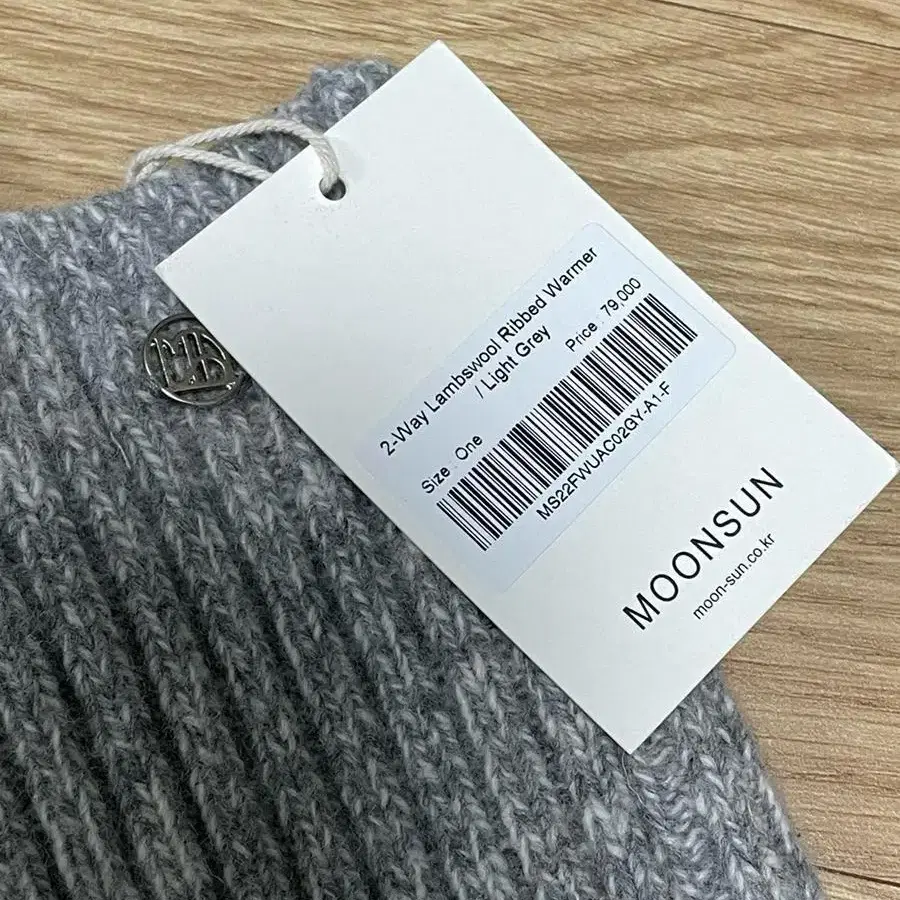 2-Way Lambswool Ribbed Warmer
/ Light Grey
Size : One
Price : 79,000
MS22FWUAC02GY-A1-F
MOONSUN
moon-sun.co.kr